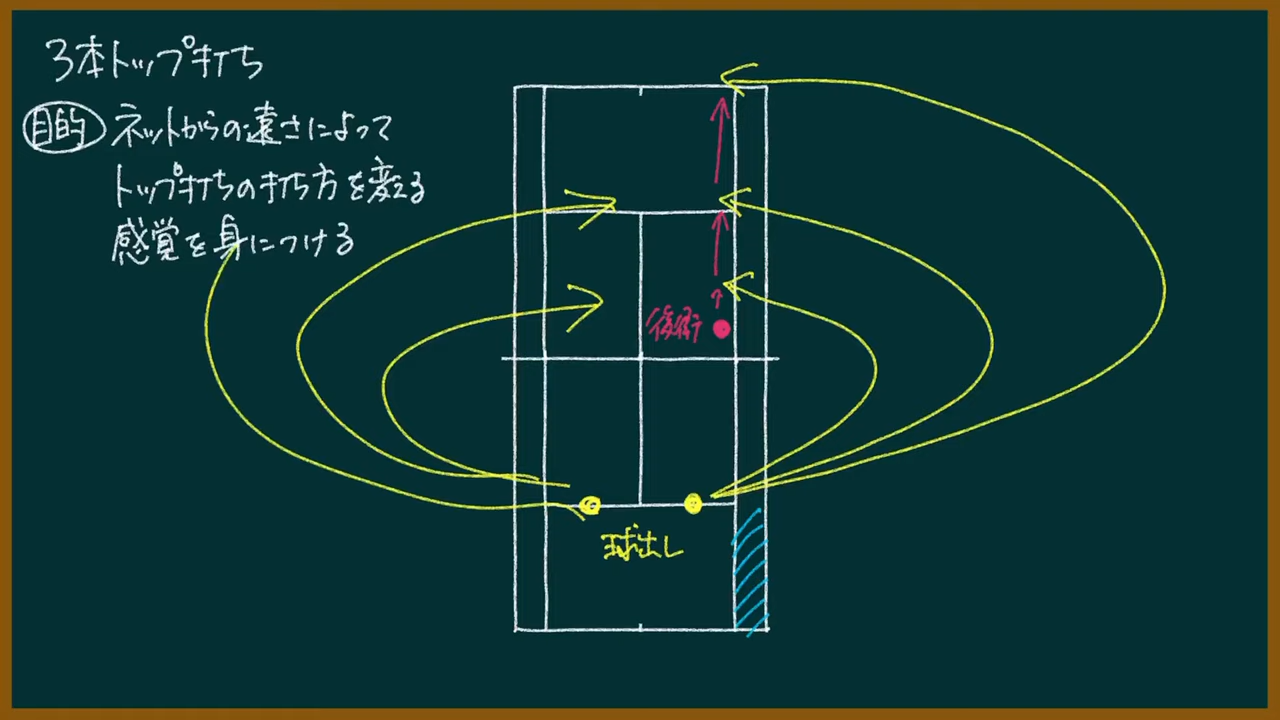 3本トップ打ち
目的 ネットからの遠さによって
トップ打ちの打ち方を変える
感覚を身につける
後衛
球出し